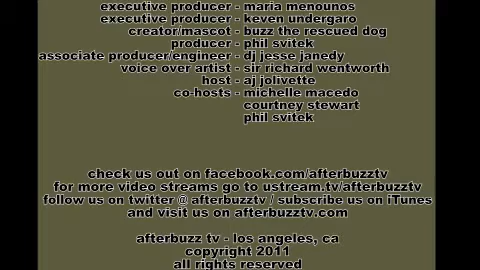 executive producer - maria menounos
executive producer - keven undergaro
creator/mascot - buzz the rescued dog
producer - phil svitek
associate producer/engineer - dj jesse janedy
voice over artist - sir richard wentworth
host - aj jolivette
co-hosts - michelle macedo
courtney stewart
phil svitek
check us out on facebook.com/afterbuzztv
for more video streams go to ustream.tv/afterbuzztv
follow us on twitter @ afterbuzztv / subscribe us on iTunes
and visit us on afterbuzztv.com
afterbuzz tv - los angeles, ca
copyright 2011
all rights reserved